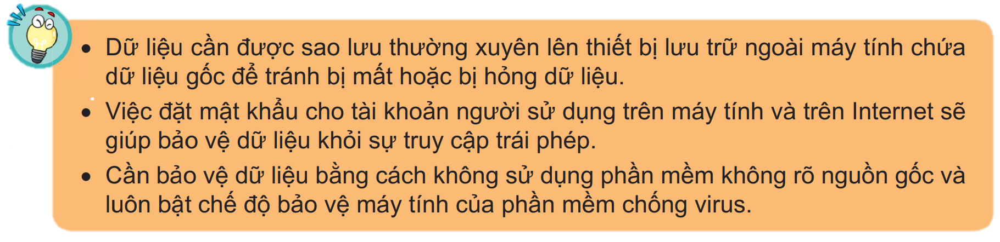 • Dữ liệu cần được sao lưu thường xuyên lên thiết bị lưu trữ ngoài máy tính chứa
dữ liệu gốc để tránh bị mất hoặc bị hỏng dữ liệu.
• Việc đặt mật khẩu cho tài khoản người sử dụng trên máy tính và trên Internet sẽ
giúp bảo vệ dữ liệu khỏi sự truy cập trái phép.
• Cần bảo vệ dữ liệu bằng cách không sử dụng phần mềm không rõ nguồn gốc và
luôn bật chế độ bảo vệ máy tính của phần mềm chống virus.